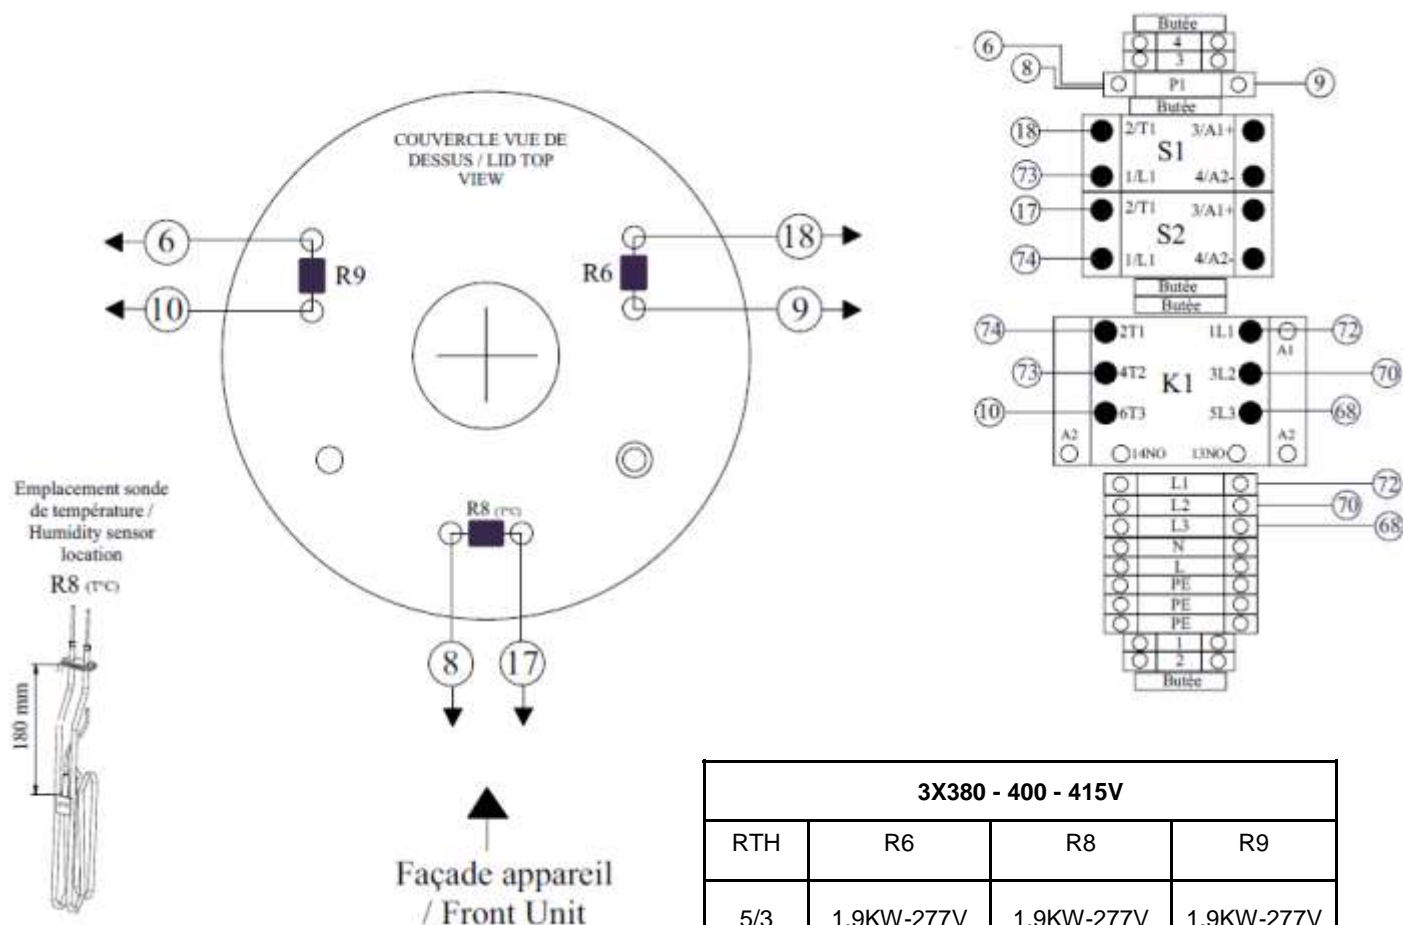 COUVERCLE VUE DE
DESSUS / LID TOP
VIEW
6
10
R9
18
R6
9
R8 (T°C)
8
17
Façade appareil
/ Front Unit
Emplacement sonde
de température /
Humidity sensor
location
R8 (T°C)
180 mm
Butée
4
3
6
8
P1
9
Butée
18
2/T1
3/A1+
S1
73
1/L1
4/A2-
17
2/T1
3/A1+
S2
74
1/L1
4/A2-
Butée
Butée
74
2T1
1L1
72
A1
73
4T2
K1
3L2
70
10
6T3
5L3
68
A2
14NO
13NO
A2
L1
72
L2
70
L3
68
N
L
PE
PE
PE
1
2
Butée
3X380 - 400 - 415V
RTH R6 R8 R9
5/3 1.9KW-277V 1.9KW-277V 1.9KW-277V